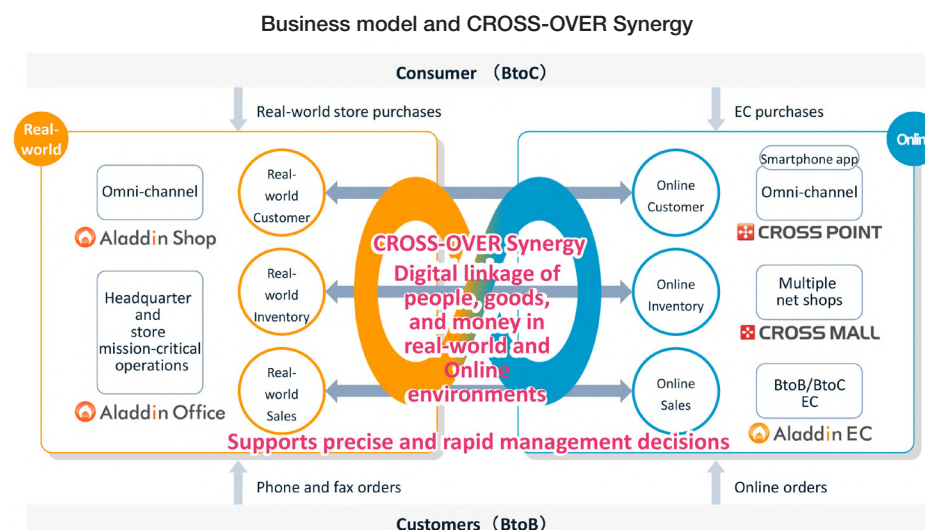 Business model and CROSS-OVER Synergy
Consumer （BtoC）
Real-world store purchases
EC purchases
Real-
world
Online
Omni-channel
Aladdin Shop
Headquarter
and
store
mission-critical
operations
Aladdin Office
Real-
world
Customer
Real-
world
Inventory
Real-
world
Sales
CROSS-OVER Synergy
Digital linkage of
people, goods,
and money in
real-world and
Online
environments
Supports precise and rapid management decisions
Online
Customer
Online
Inventory
Online
Sales
Smartphone app
Omni-channel
CROSS POINT
Multiple
net shops
CROSS MALL
BtoB/BtoC
EC
Aladdin EC
Phone and fax orders
Online orders
Customers （BtoB）